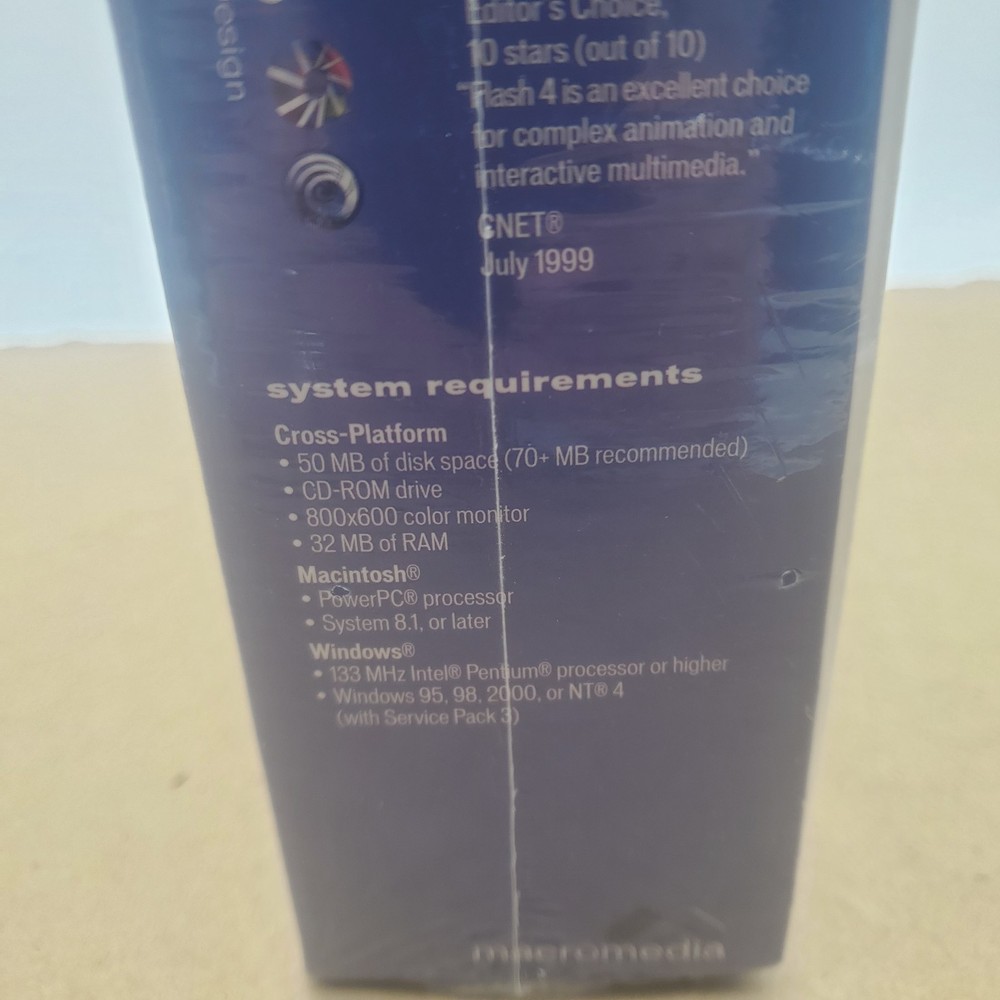 esign
Editor's Choice,
10 stars (out of 10)
"Flash 4 is an excellent choice
for complex animation and
interactive multimedia."
CNET®
July 1999
system requirements
Cross-Platform
• 50 MB of disk space (70+ MB recommended)
• CD-ROM drive
• 800x600 color monitor
• 32 MB of RAM
Macintosh®
• PowerPC® processor
• System 8.1, or later
Windows®
• 133 MHz Intel® Pentium® processor or higher
• Windows 95, 98, 2000, or NT® 4
(with Service Pack 3)
macromedia